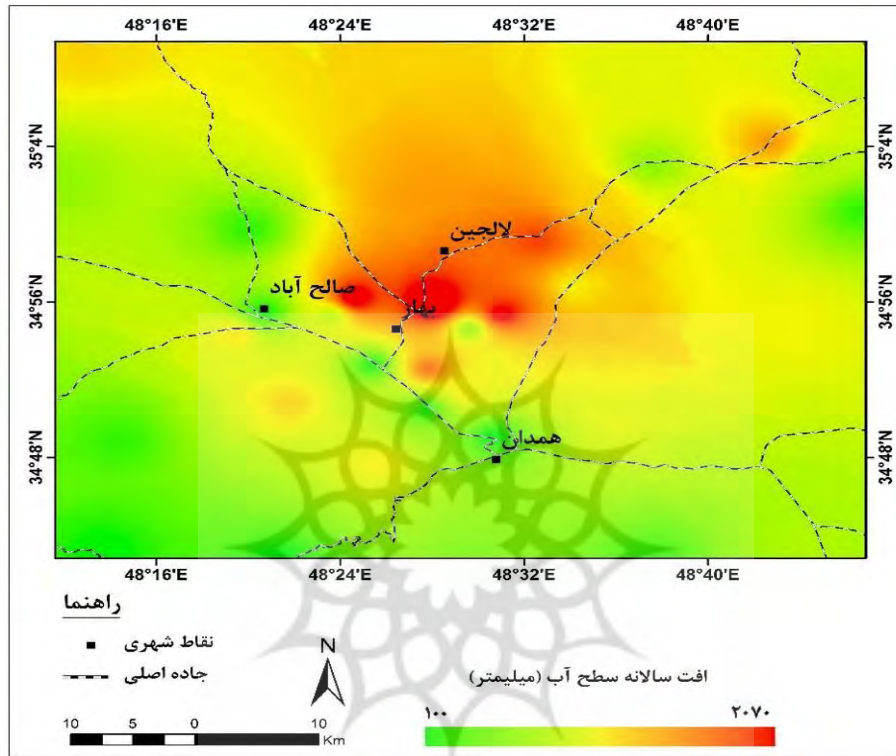 48°16'E 48°24'E 48°32'E 48°40'E
35°4'N 35°4'N
لالجین
صالح آباد
34°56'N 34°56'N
بهار
همدان
34°48'N 34°48'N
48°16'E 48°24'E 48°32'E 48°40'E
راهنما
نقاط شهری
جاده اصلی
N
افت سالانه سطح آب (میلیمتر)
۱۰۰ ۲۰۷۰
10 5 0 10
Km